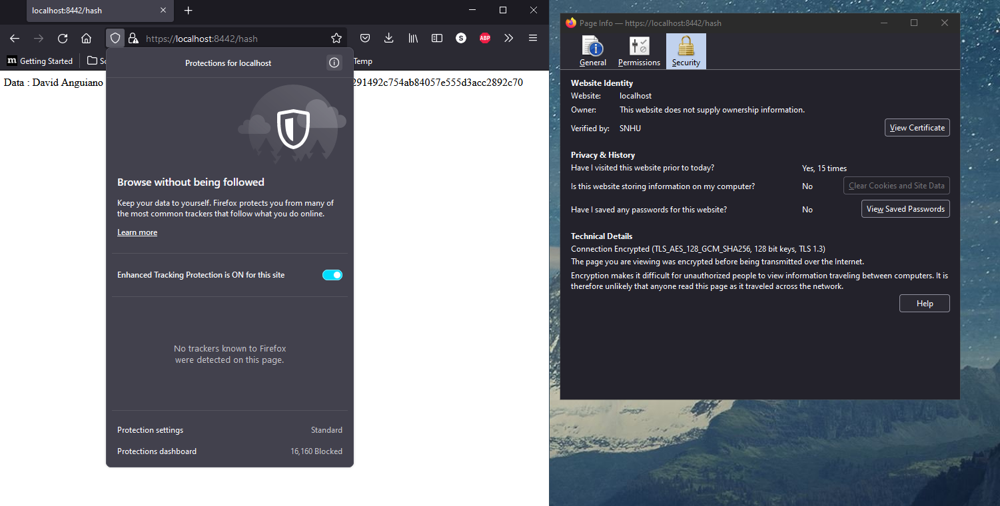 localhost:8442/hash
https://localhost:8442/hash
S
ABP
m Getting Started
Temp
Data : David Anguiano
291492c754ab84057e555d3acc2892c70
Protections for localhost
Browse without being followed
Keep your data to yourself. Firefox protects you from many of
the most common trackers that follow what you do online.
Learn more
Enhanced Tracking Protection is ON for this site
No trackers known to Firefox
were detected on this page.
Protection settings Standard
Protections dashboard 16,160 Blocked
Page Info — https://localhost:8442/hash
General Permissions Security
Website Identity
Website: localhost
Owner: This website does not supply ownership information.
Verified by: SNHU View Certificate
Privacy & History
Have I visited this website prior to today? Yes, 15 times
Is this website storing information on my computer? No Clear Cookies and Site Data
Have I saved any passwords for this website? No View Saved Passwords
Technical Details
Connection Encrypted (TLS_AES_128_GCM_SHA256, 128 bit keys, TLS 1.3)
The page you are viewing was encrypted before being transmitted over the Internet.
Encryption makes it difficult for unauthorized people to view information traveling between computers. It is
therefore unlikely that anyone read this page as it traveled across the network.
Help